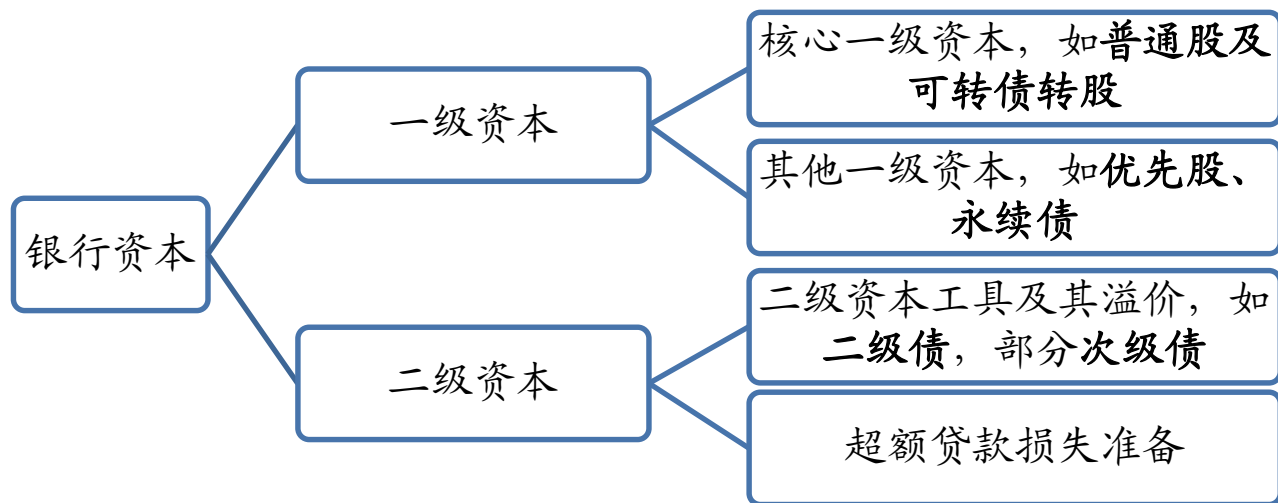 银行资本
一级资本
核心一级资本，如普通股及
可转债转股
其他一级资本，如优先股、
永续债
二级资本
二级资本工具及其溢价，如
二级债，部分次级债
超额贷款损失准备